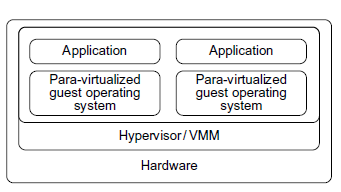 Application
Application
Para-virtualized
guest operating
system
Para-virtualized
guest operating
system
Hypervisor/VMM
Hardware